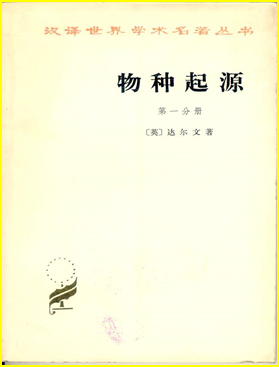 汉译世界学术名著丛书
物种起源
第一分册
〔英〕达尔文著